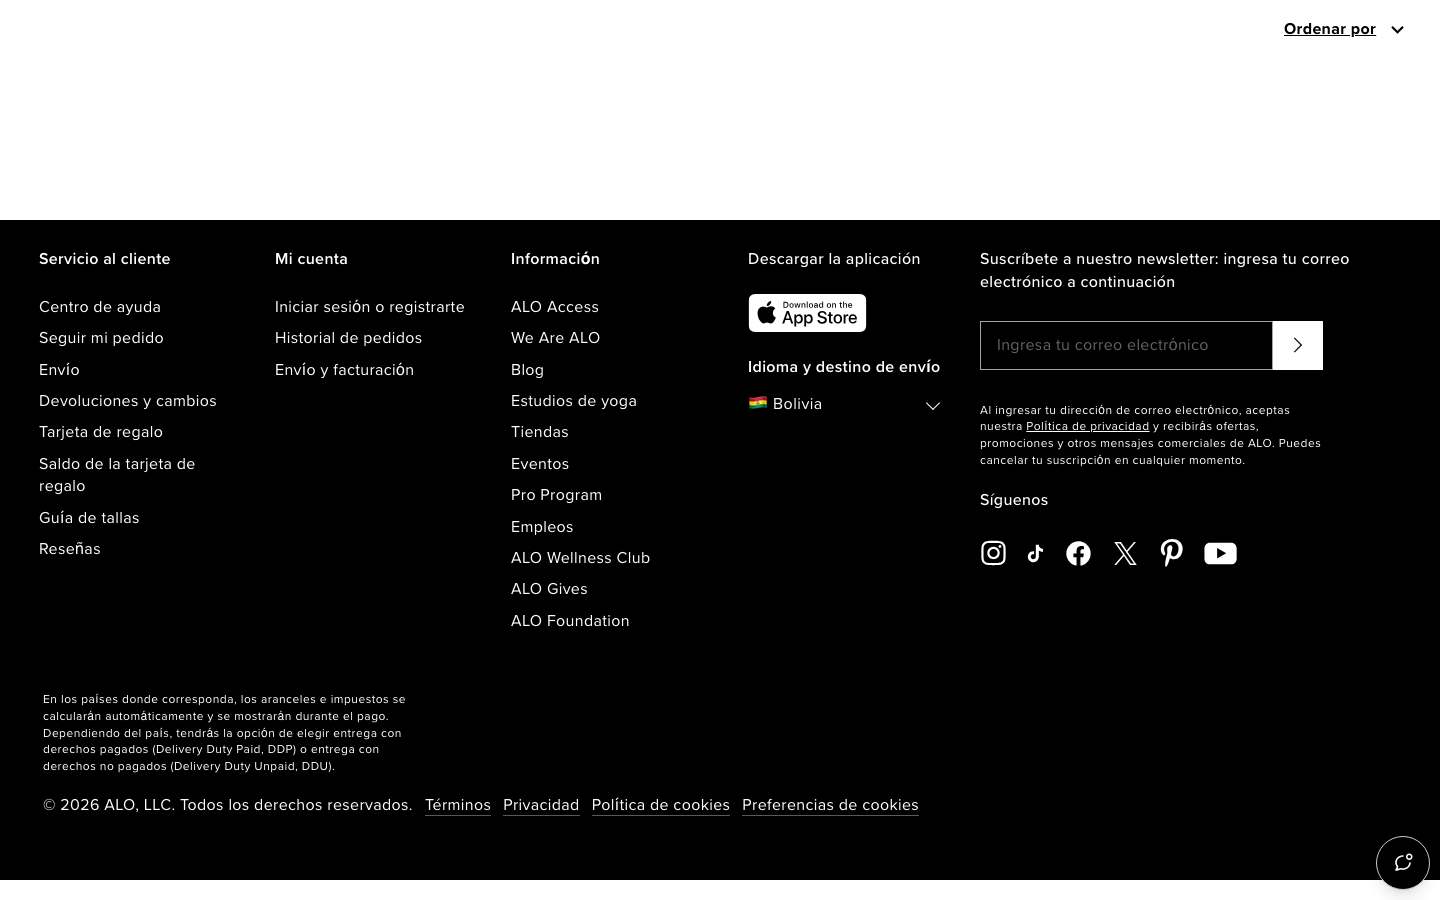 Ordenar por
Servicio al cliente
Centro de ayuda
Seguir mi pedido
Envío
Devoluciones y cambios
Tarjeta de regalo
Saldo de la tarjeta de
regalo
Guía de tallas
Reseñas
Mi cuenta
Iniciar sesión o registrarte
Historial de pedidos
Envío y facturación
Información
ALO Access
We Are ALO
Blog
Estudios de yoga
Tiendas
Eventos
Pro Program
Empleos
ALO Wellness Club
ALO Gives
ALO Foundation
Descargar la aplicación
Download on the
App Store
Idioma y destino de envío
Bolivia
Suscríbete a nuestro newsletter: ingresa tu correo
electrónico a continuación
Ingresa tu correo electrónico
Al ingresar tu dirección de correo electrónico, aceptas
nuestra Política de privacidad y recibirás ofertas,
promociones y otros mensajes comerciales de ALO. Puedes
cancelar tu suscripción en cualquier momento.
Síguenos
En los países donde corresponda, los aranceles e impuestos se
calcularán automáticamente y se mostrarán durante el pago.
Dependiendo del país, tendrás la opción de elegir entrega con
derechos pagados (Delivery Duty Paid, DDP) o entrega con
derechos no pagados (Delivery Duty Unpaid, DDU).
© 2026 ALO, LLC. Todos los derechos reservados. Términos Privacidad Política de cookies Preferencias de cookies